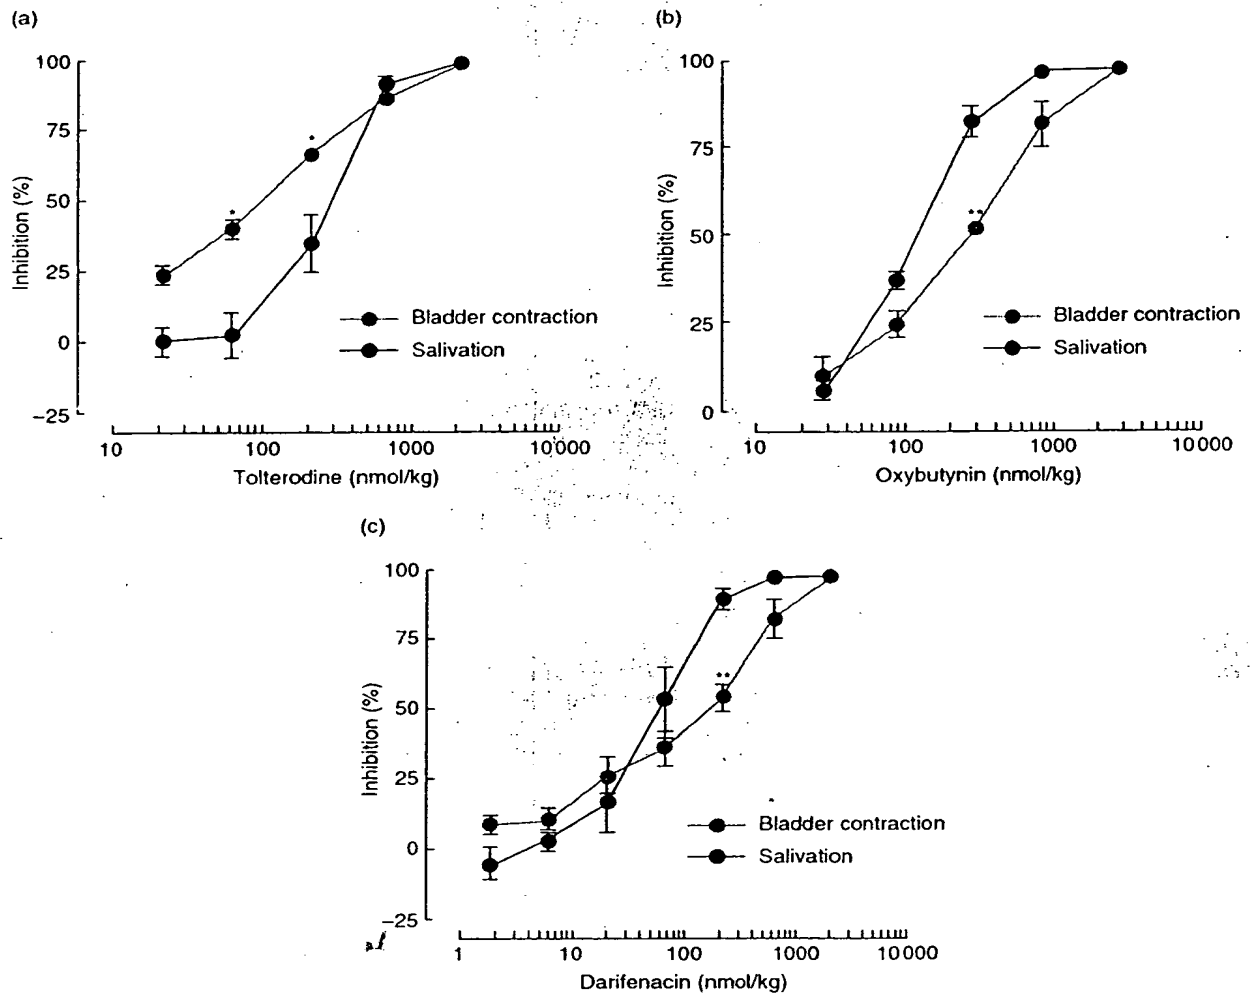 (a)
100
75
50
25
0
−25
Inhibition (%)
*
*
Bladder contraction
Salivation
10
100
1000
10000
Tolterodine (nmol/kg)
(b)
100
75
50
25
0
Inhibition (%)
**
Bladder contraction
Salivation
10
100
1000
10000
Oxybutynin (nmol/kg)
(c)
100
75
50
25
0
−25
Inhibition (%)
**
Bladder contraction
Salivation
1
10
100
1000
10000
Darifenacin (nmol/kg)